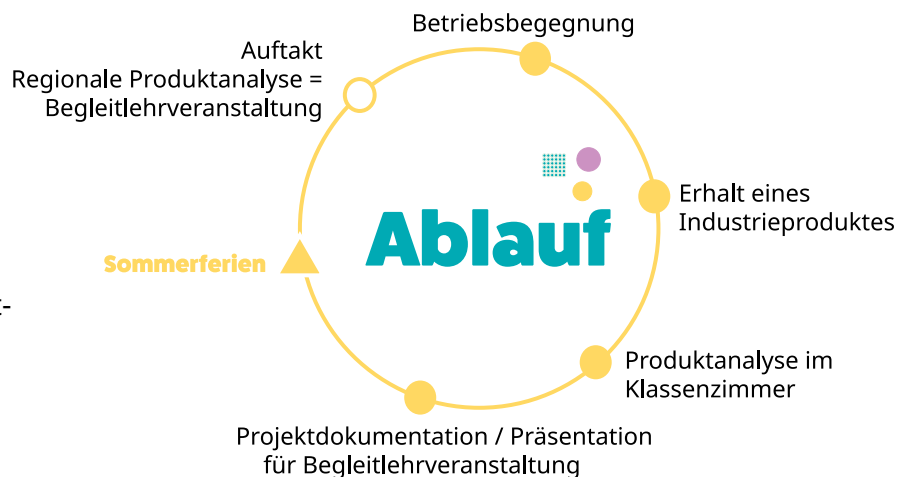 Betriebsbegegnung
Auftakt
Regionale Produktanalyse =
Begleitlehrveranstaltung
Erhalt eines
Industrieproduktes
Ablauf
Sommerferien
Produktanalyse im
Klassenzimmer
Projektdokumentation / Präsentation
für Begleitlehrveranstaltung